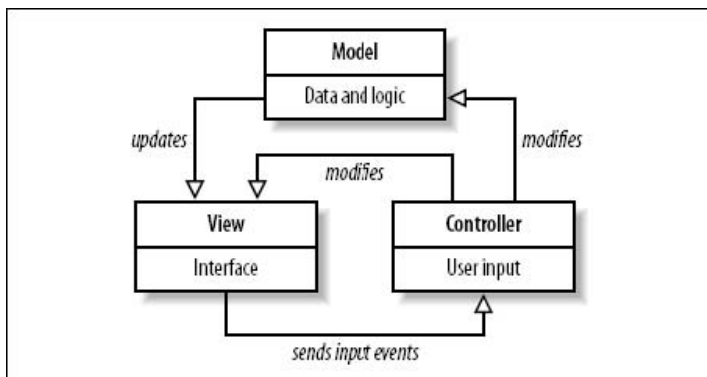 Model
Data and logic
updates
modifies
modifies
View
Interface
Controller
User input
sends input events